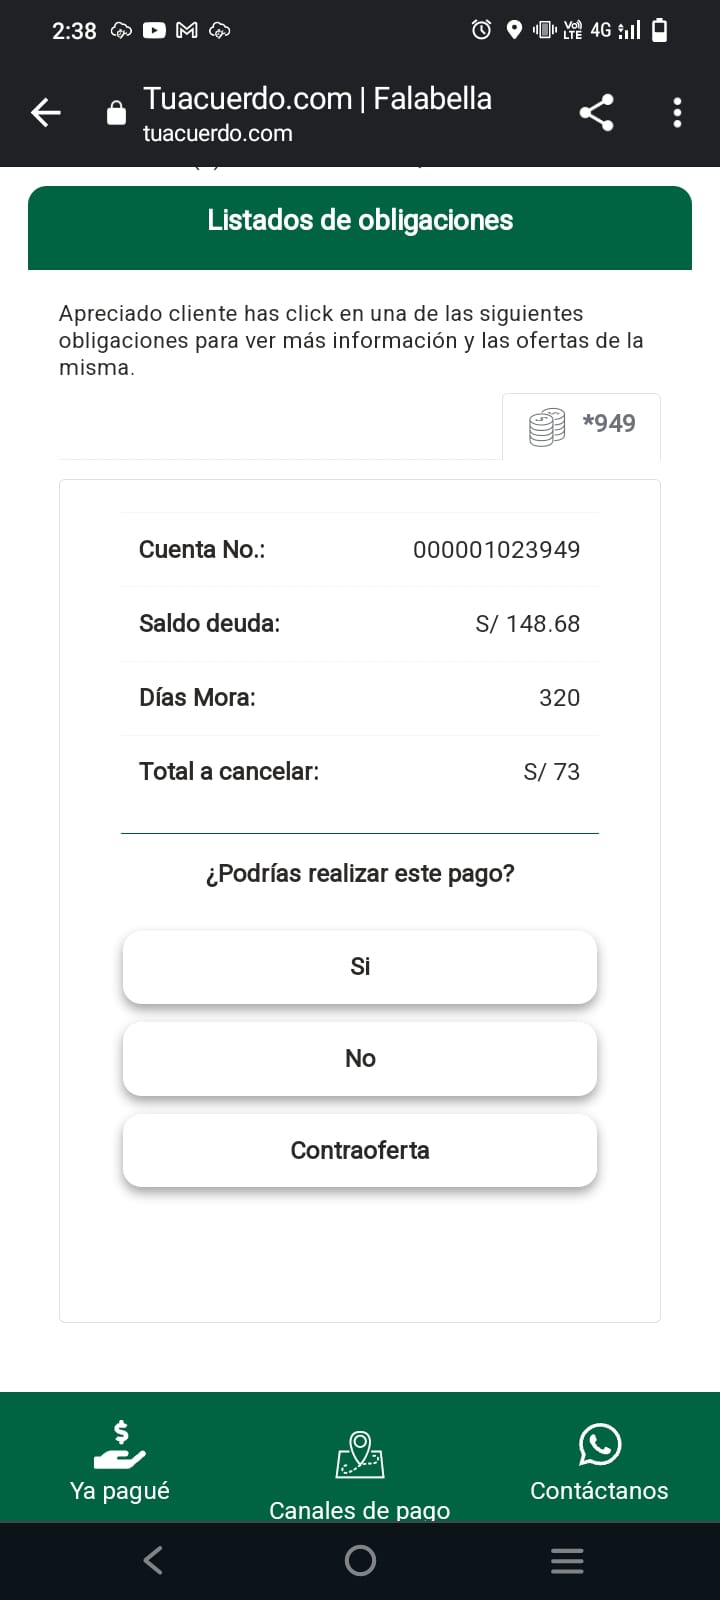 2:38
Vo)) LTE 4G
Tuacuerdo.com | Falabella
tuacuerdo.com
Listados de obligaciones
Apreciado cliente has click en una de las siguientes
obligaciones para ver más información y las ofertas de la
misma.
*949
Cuenta No.: 000001023949
Saldo deuda: S/ 148.68
Días Mora: 320
Total a cancelar: S/ 73
¿Podrías realizar este pago?
Si
No
Contraoferta
Ya pagué
Canales de pago
Contáctanos